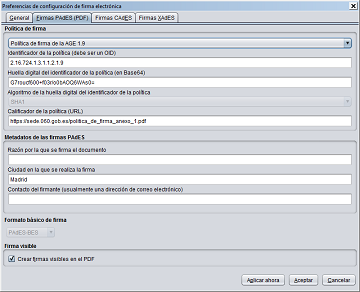 Preferencias de configuración de firma electrónica
General
Firmas PAdES (PDF)
Firmas CAdES
Firmas XAdES
Política de firma
Política de firma de la AGE 1.9
Identificador de la política (debe ser un OID)
2.16.724.1.3.1.1.2.1.9
Huella digital del identificador de la política (en Base64)
G7roucf600+f03r/o0bAOQ6WAs0=
Algoritmo de la huella digital del identificador de la política
SHA1
Calificador de la política (URL)
https://sede.060.gob.es/politica_de_firma_anexo_1.pdf
Metadatos de las firmas PAdES
Razón por la que se firma el documento
Ciudad en la que se realiza la firma
Madrid
Contacto del firmante (usualmente una dirección de correo electrónico)
Formato básico de firma
PAdES-BES
Firma visible
Crear firmas visibles en el PDF
Aplicar ahora
Aceptar
Cancelar